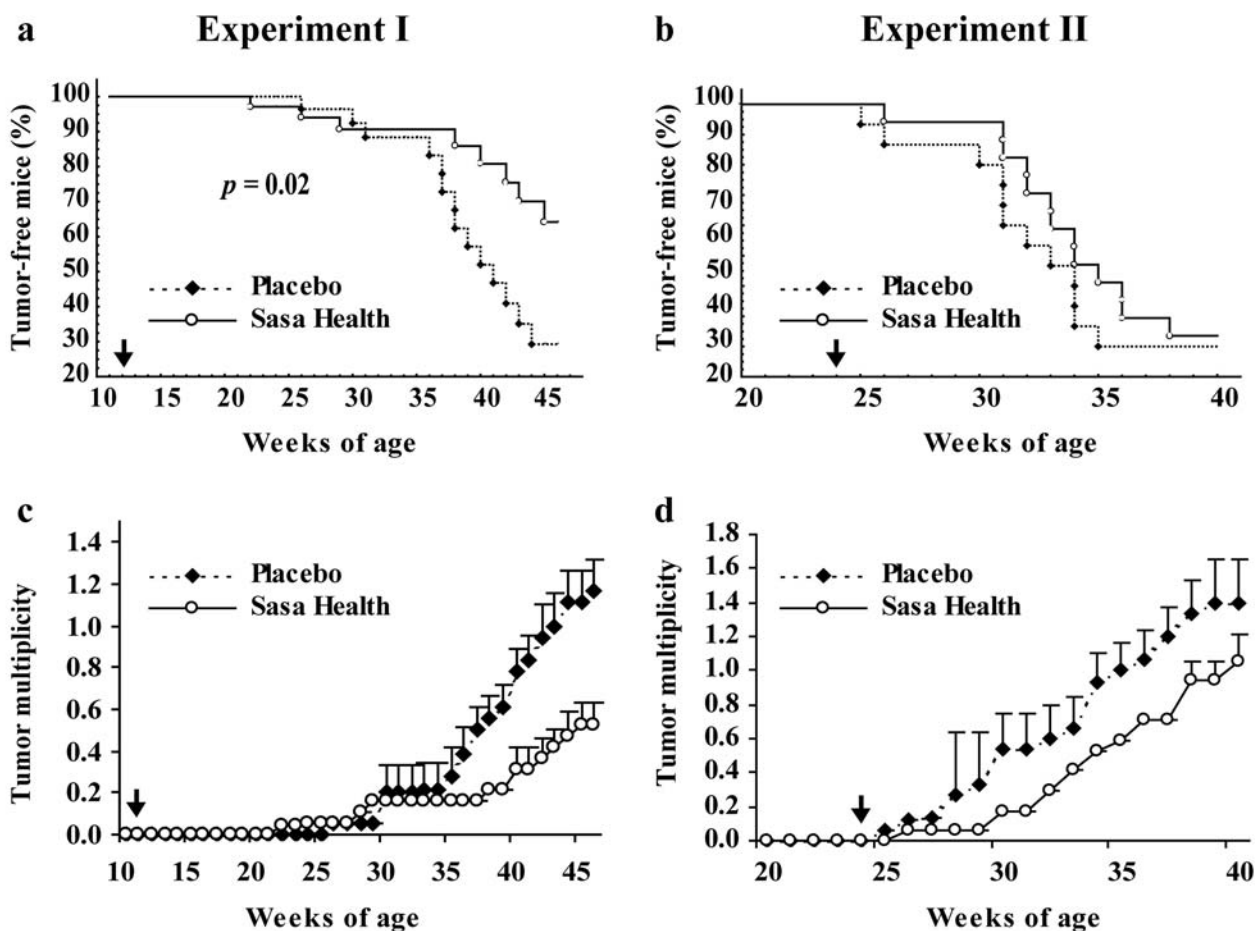 a Experiment I
Tumor-free mice (%)
100
90
80
70
60
50
40
30
20
p = 0.02
Placebo
Sasa Health
10 15 20 25 30 35 40 45
Weeks of age
b Experiment II
Tumor-free mice (%)
100
90
80
70
60
50
40
30
20
Placebo
Sasa Health
20 25 30 35 40
Weeks of age
c
Tumor multiplicity
1.4
1.2
1.0
0.8
0.6
0.4
0.2
0.0
Placebo
Sasa Health
10 15 20 25 30 35 40 45
Weeks of age
d
Tumor multiplicity
1.8
1.6
1.4
1.2
1.0
0.8
0.6
0.4
0.2
0.0
Placebo
Sasa Health
20 25 30 35 40
Weeks of age